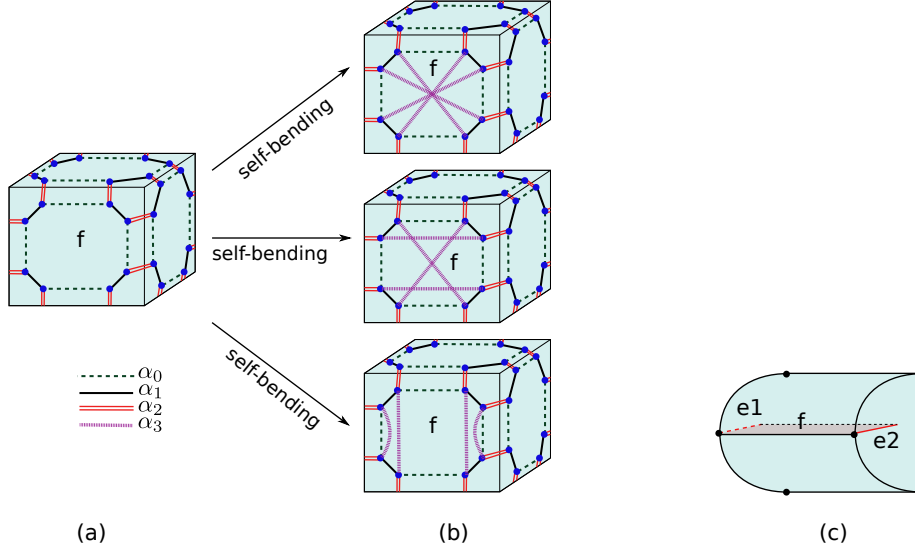 f
self-bending
f
f
self-bending
f
self-bending
f
α0
α1
α2
α3
e1
f
e2
(a)
(b)
(c)